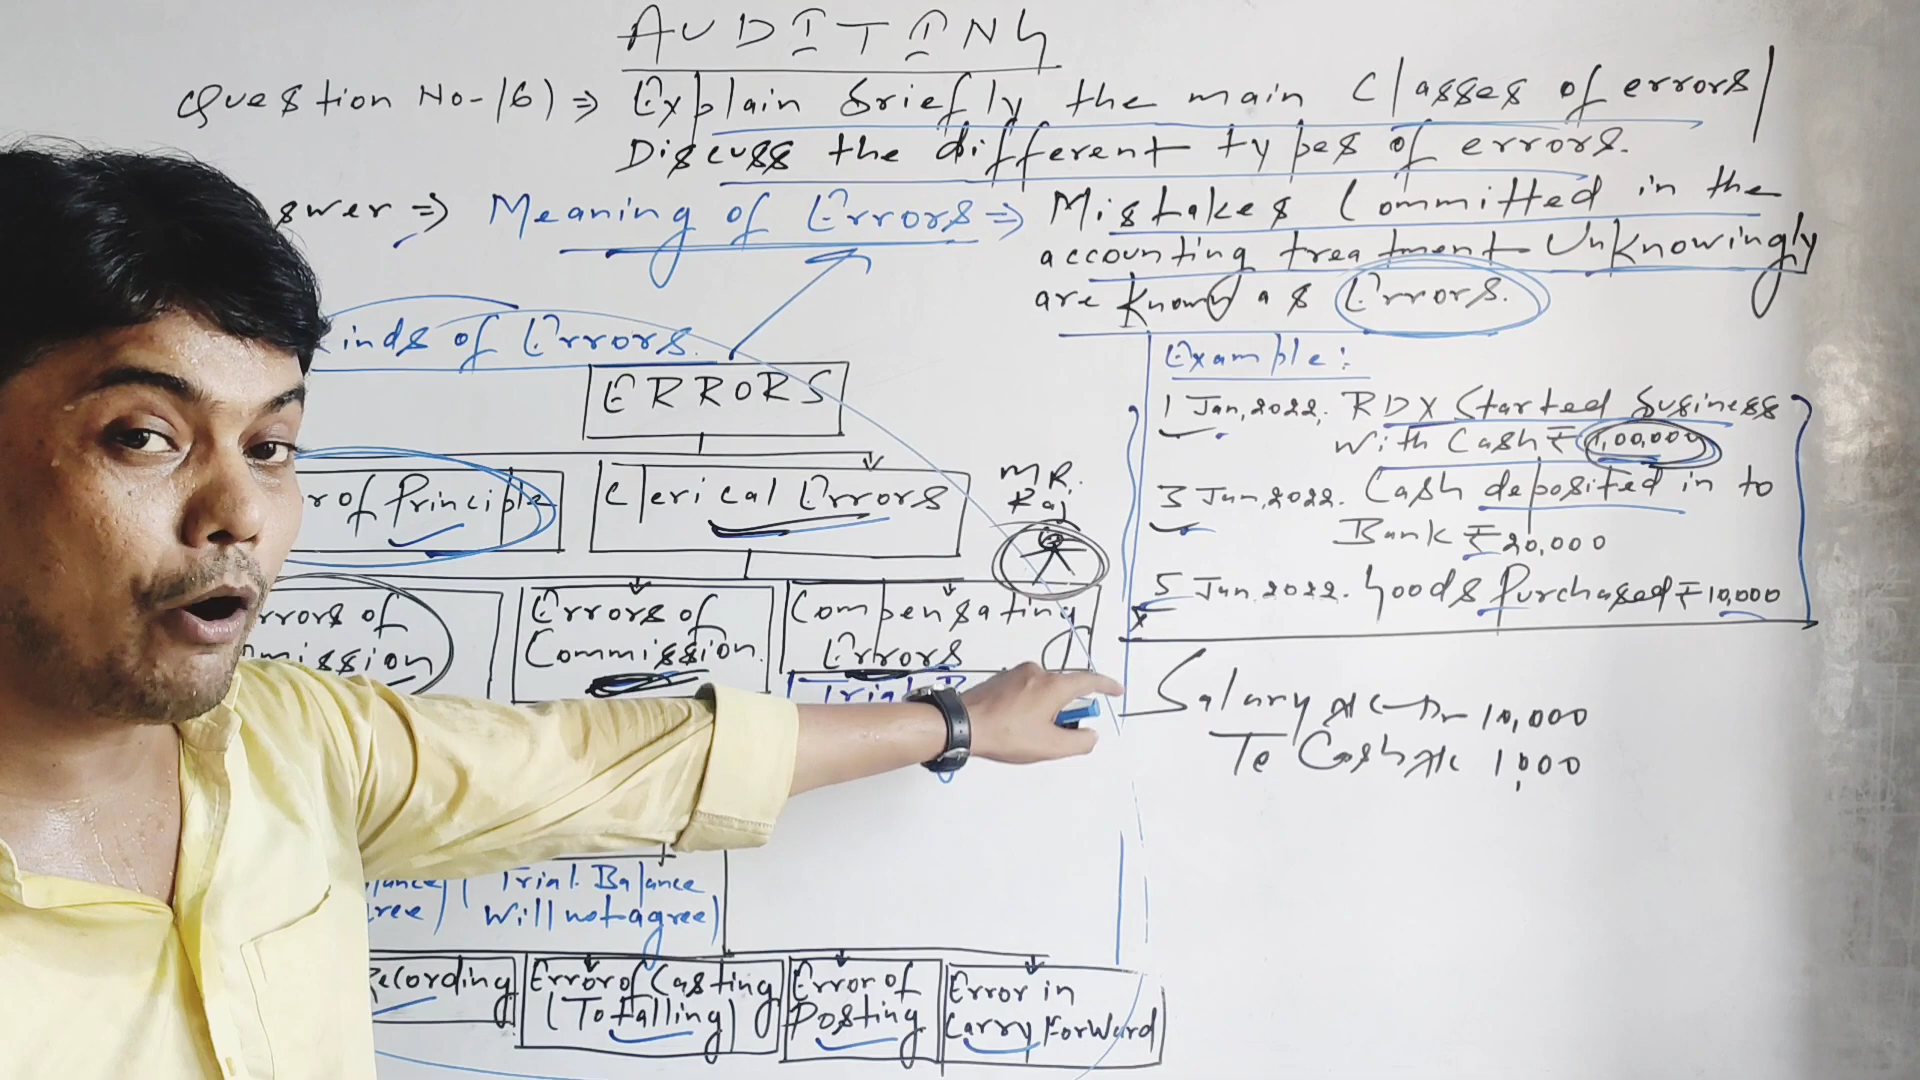 AUDITING
Question No-16) ⇒ Explain briefly the main Classes of errors/
Discuss the different types of errors.
swer ⇒ Meaning of Errors ⇒ Mistakes Committed in the
accounting treatment Unknowingly
are known as Errors.
inds of Errors.
ERRORS
r of Principle
Clerical Errors
MR.
Raj
rrors of
mission
Errors of
Commission.
Compensating
Errors
Trial B
Example:
1 Jan, 2022. RDX Started business
With Cash ₹ 1,00,000
3 Jan, 2022. Cash deposited in to
Bank ₹ 20,000
5 Jan 2022. Goods Purchased ₹ 10,000
Salary A/c Dr 10,000
To Cash A/c 1,000
lance
ree)
(Trial Balance
Will not agree)
Recording
Error of Casting
(Totalling)
Error of
Posting
Error in
Carry Forward